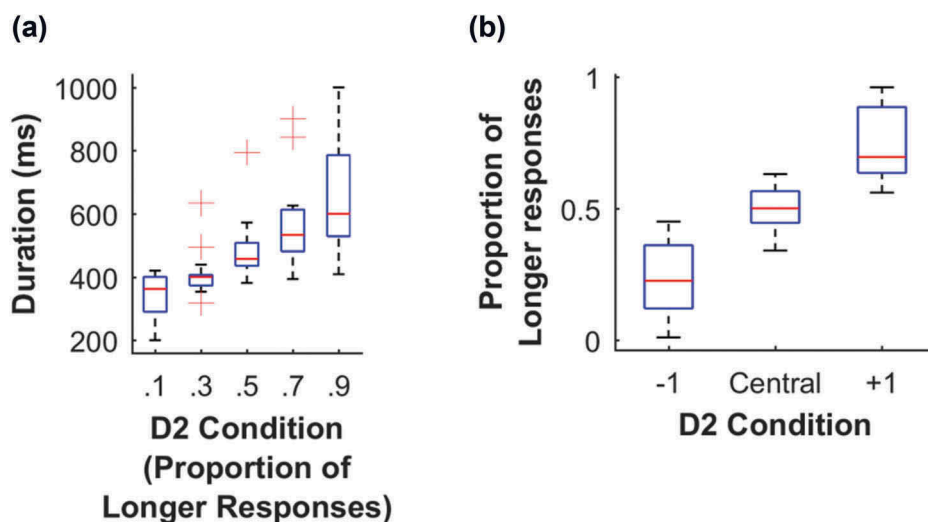 (a)
Duration (ms)
1000
800
600
400
200
.1 .3 .5 .7 .9
D2 Condition
(Proportion of
Longer Responses)
(b)
Proportion of
Longer responses
1
0.5
0
-1 Central +1
D2 Condition